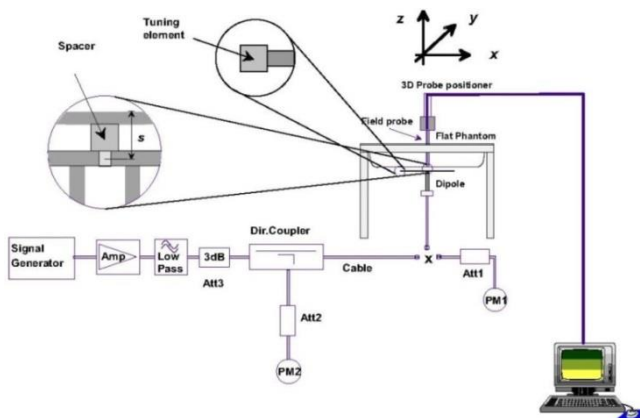 Tuning
element
Spacer
s
z
y
x
3D Probe positioner
Field probe
Flat Phantom
Dipole
Signal
Generator
Amp
Low
Pass
3dB
Att3
Dir.Coupler
Cable
x
Att1
PM1
Att2
PM2